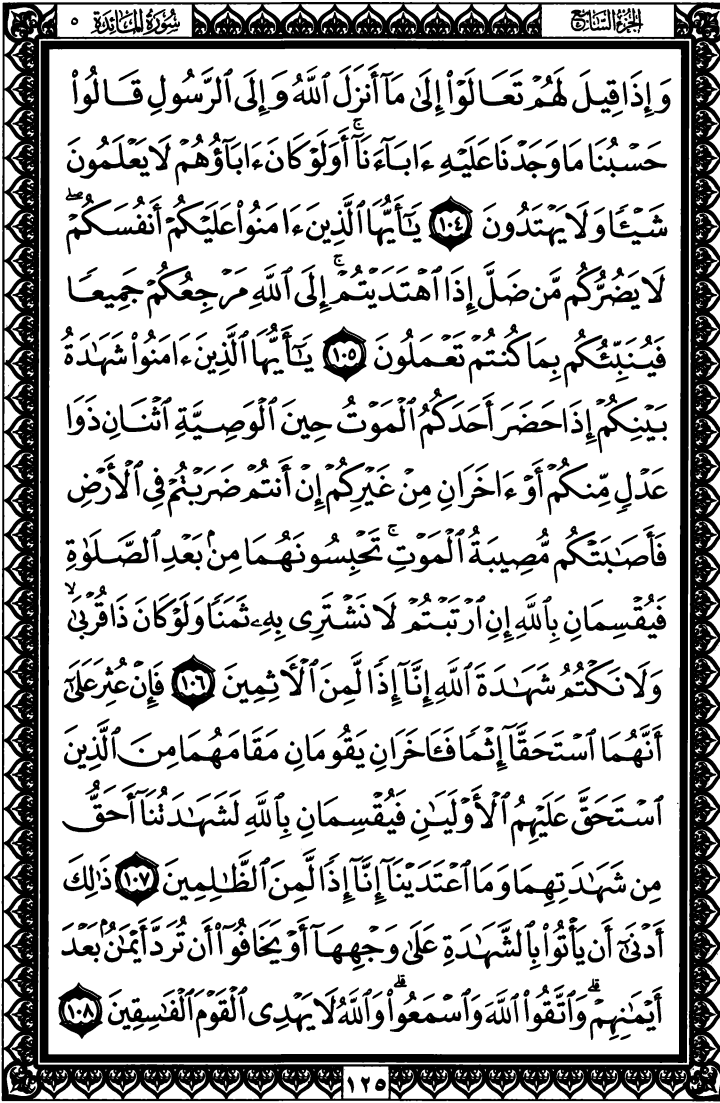 سُورَةُ المَائدَة ٥
الجزء السابع
وَإِذَا قِيلَ لَهُمْ تَعَالَوْا۟ إِلَىٰ مَآ أَنزَلَ ٱللَّهُ وَإِلَى ٱلرَّسُولِ قَالُوا۟
حَسْبُنَا مَا وَجَدْنَا عَلَيْهِ ءَابَآءَنَآ ۚ أَوَلَوْ كَانَ ءَابَآؤُهُمْ لَا يَعْلَمُونَ
شَيْـًٔا وَلَا يَهْتَدُونَ ١٠٤ يَـٰٓأَيُّهَا ٱلَّذِينَ ءَامَنُوا۟ عَلَيْكُمْ أَنفُسَكُمْ ۖ
لَا يَضُرُّكُم مَّن ضَلَّ إِذَا ٱهْتَدَيْتُمْ ۚ إِلَى ٱللَّهِ مَرْجِعُكُمْ جَمِيعًا
فَيُنَبِّئُكُم بِمَا كُنتُمْ تَعْمَلُونَ ١٠٥ يَـٰٓأَيُّهَا ٱلَّذِينَ ءَامَنُوا۟ شَهَـٰدَةُ
بَيْنِكُمْ إِذَا حَضَرَ أَحَدَكُمُ ٱلْمَوْتُ حِينَ ٱلْوَصِيَّةِ ٱثْنَانِ ذَوَا
عَدْلٍ مِّنكُمْ أَوْ ءَاخَرَانِ مِنْ غَيْرِكُمْ إِنْ أَنتُمْ ضَرَبْتُمْ فِى ٱلْأَرْضِ
فَأَصَـٰبَتْكُم مُّصِيبَةُ ٱلْمَوْتِ ۚ تَحْبِسُونَهُمَا مِنۢ بَعْدِ ٱلصَّلَوٰةِ
فَيُقْسِمَانِ بِٱللَّهِ إِنِ ٱرْتَبْتُمْ لَا نَشْتَرِى بِهِۦ ثَمَنًا وَلَوْ كَانَ ذَا قُرْبَىٰ ۙ
وَلَا نَكْتُمُ شَهَـٰدَةَ ٱللَّهِ إِنَّآ إِذًا لَّمِنَ ٱلْـَٔاثِمِينَ ١٠٦ فَإِنْ عُثِرَ عَلَىٰٓ
أَنَّهُمَا ٱسْتَحَقَّآ إِثْمًا فَـَٔاخَرَانِ يَقُومَانِ مَقَامَهُمَا مِنَ ٱلَّذِينَ
ٱسْتَحَقَّ عَلَيْهِمُ ٱلْأَوْلَيَـٰنِ فَيُقْسِمَانِ بِٱللَّهِ لَشَهَـٰدَتُنَآ أَحَقُّ
مِن شَهَـٰدَتِهِمَا وَمَا ٱعْتَدَيْنَآ إِنَّآ إِذًا لَّمِنَ ٱلظَّـٰلِمِينَ ١٠٧ ذَٰلِكَ
أَدْنَىٰٓ أَن يَأْتُوا۟ بِٱلشَّهَـٰدَةِ عَلَىٰ وَجْهِهَآ أَوْ يَخَافُوٓا۟ أَن تُرَدَّ أَيْمَـٰنٌۢ بَعْدَ
أَيْمَـٰنِهِمْ ۗ وَٱتَّقُوا۟ ٱللَّهَ وَٱسْمَعُوا۟ ۗ وَٱللَّهُ لَا يَهْدِى ٱلْقَوْمَ ٱلْفَـٰسِقِينَ ١٠٨
١٢٥